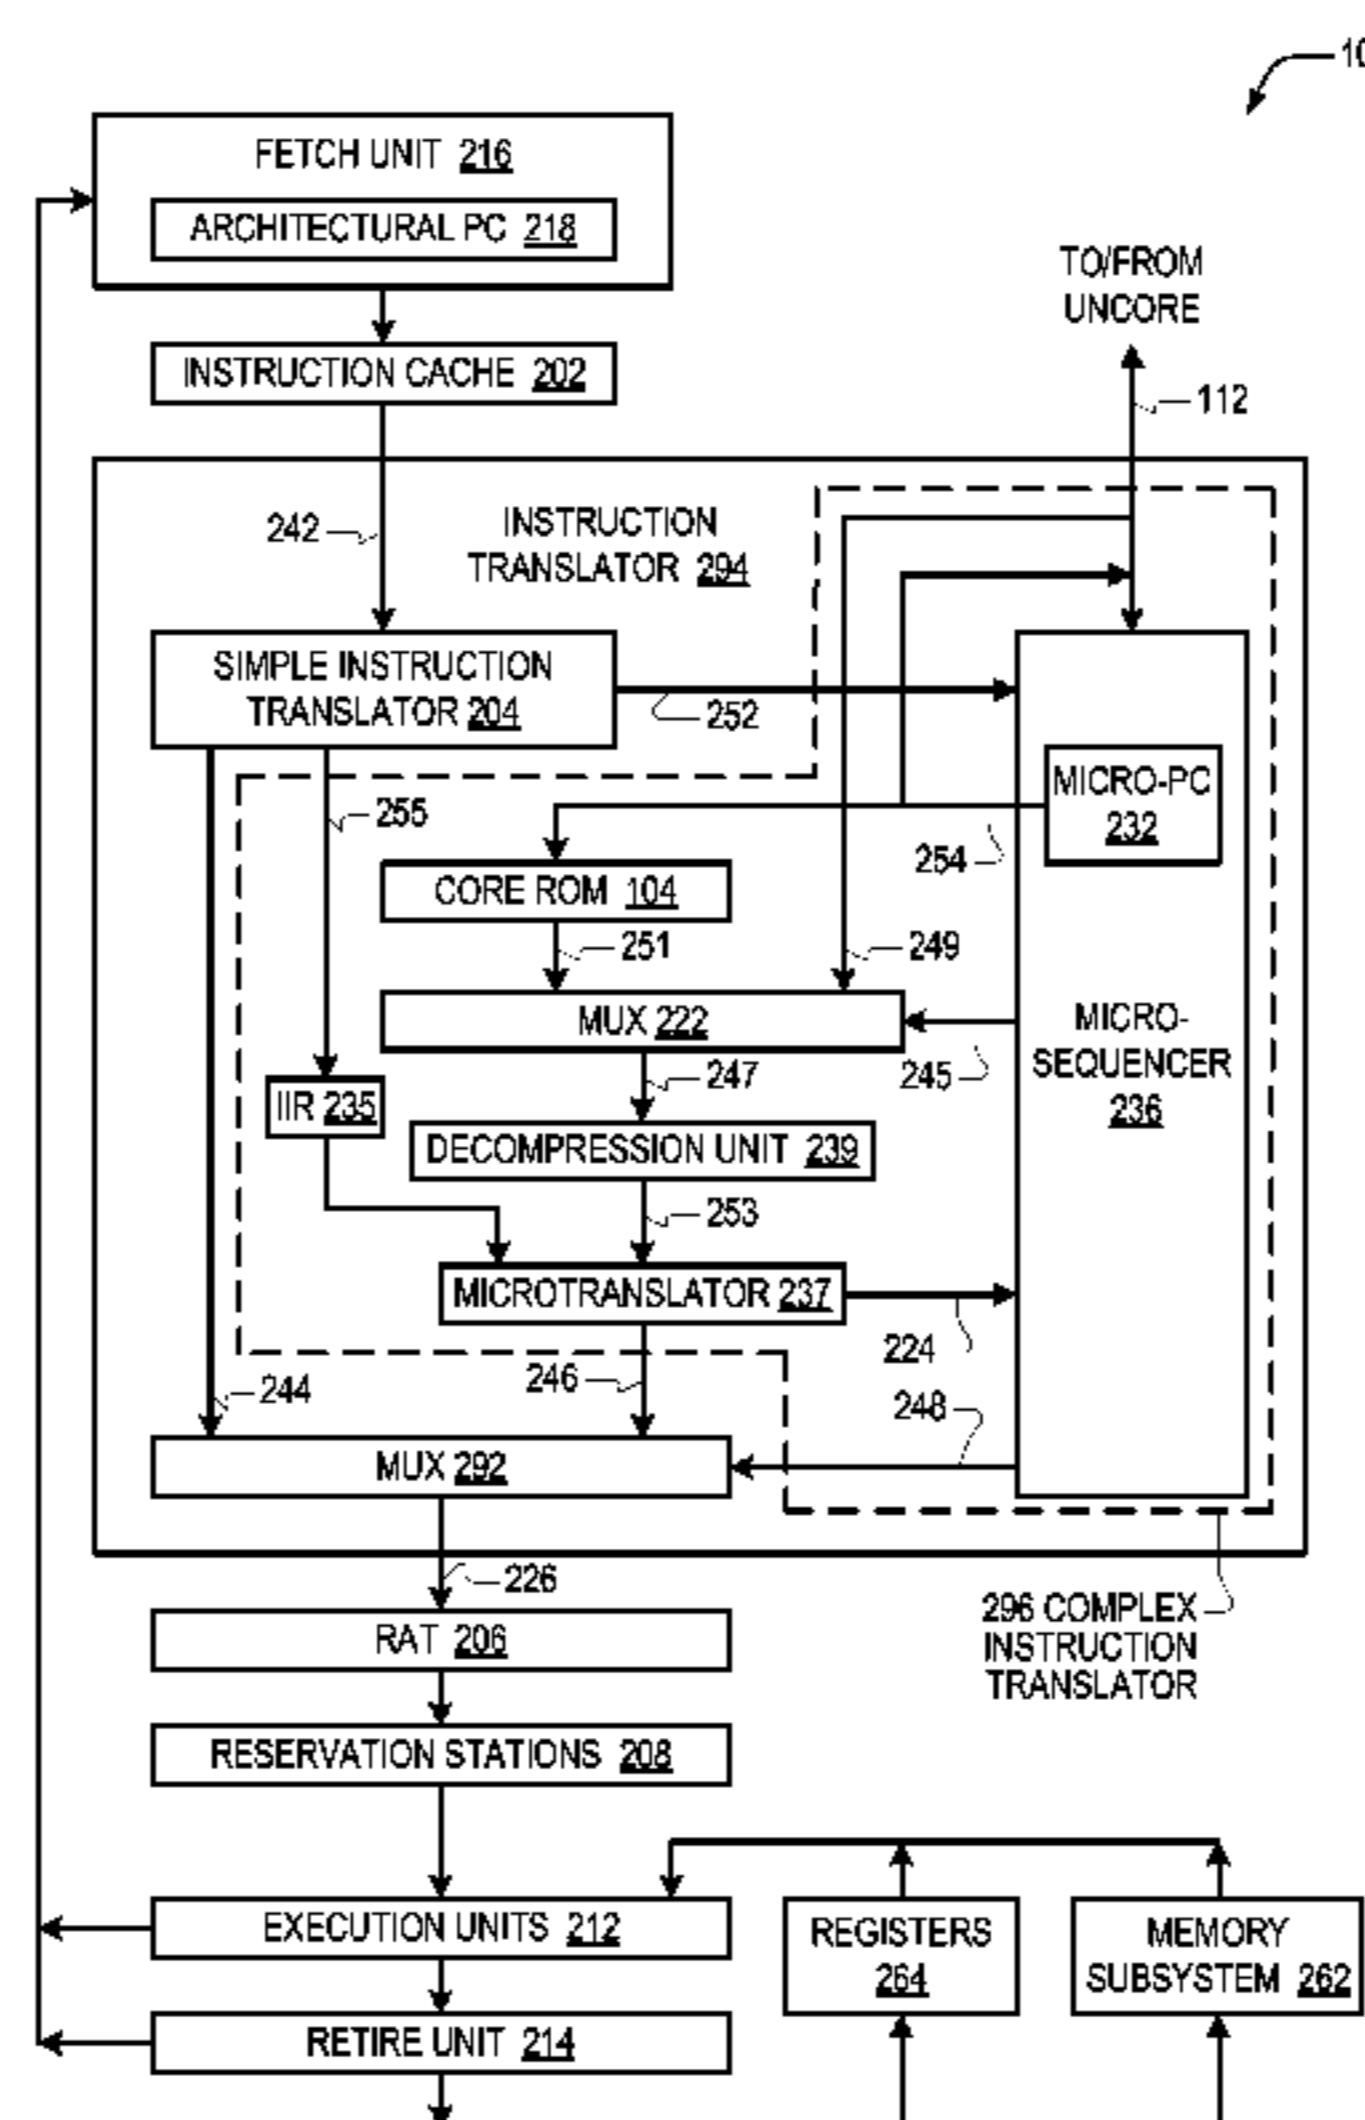 10
FETCH UNIT 216
ARCHITECTURAL PC 218
TO/FROM
UNCORE
INSTRUCTION CACHE 202
112
242
INSTRUCTION
TRANSLATOR 294
SIMPLE INSTRUCTION
TRANSLATOR 204
252
MICRO-PC
232
255
254
CORE ROM 104
251
249
MUX 222
MICRO-
SEQUENCER
236
247
245
IIR 235
DECOMPRESSION UNIT 239
253
MICROTRANSLATOR 237
224
244
246
248
MUX 292
226
296 COMPLEX
INSTRUCTION
TRANSLATOR
RAT 206
RESERVATION STATIONS 208
EXECUTION UNITS 212
REGISTERS
264
MEMORY
SUBSYSTEM 262
RETIRE UNIT 214